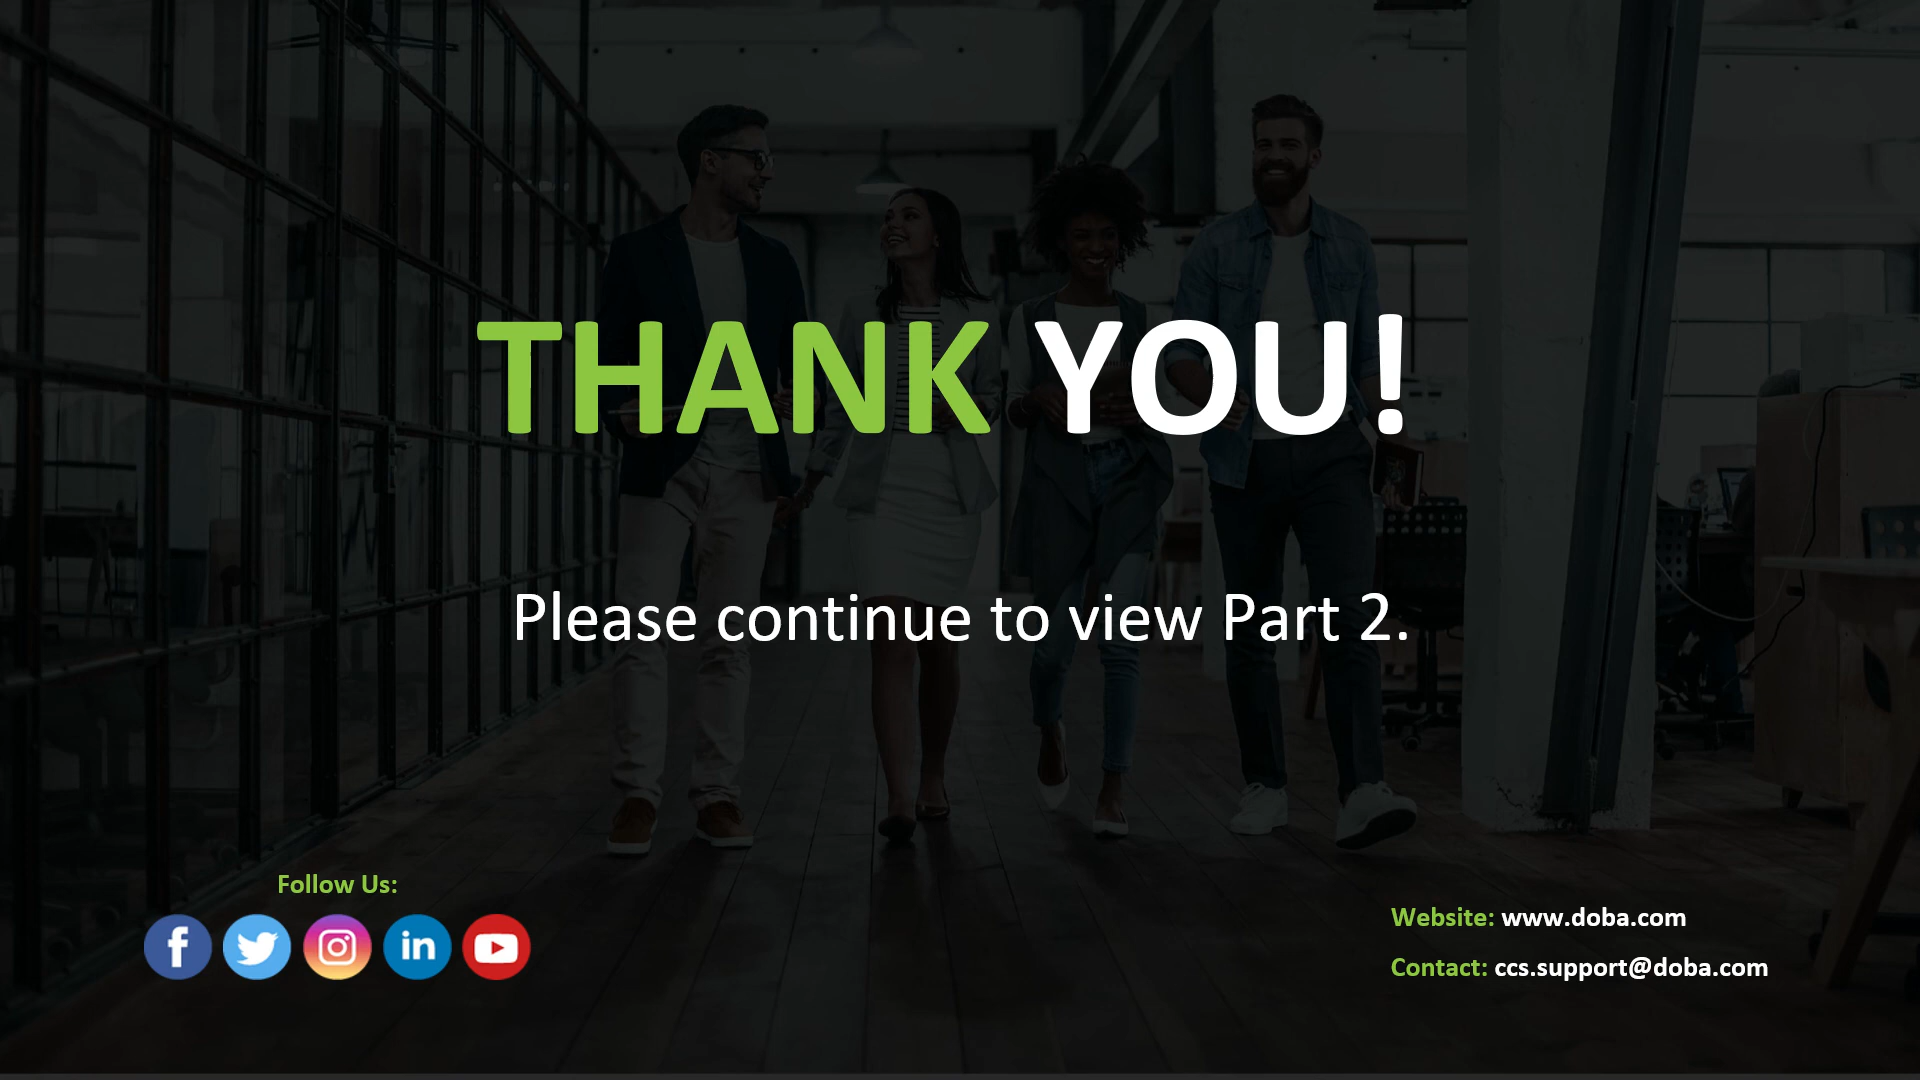 THANK YOU!
Please continue to view Part 2.
Follow Us:
f
in
Website: www.doba.com
Contact: ccs.support@doba.com